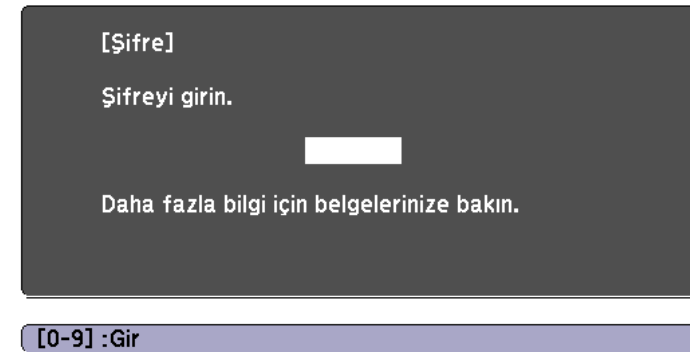 [Şifre]
Şifreyi girin.
Daha fazla bilgi için belgelerinize bakın.
[0-9] :Gir